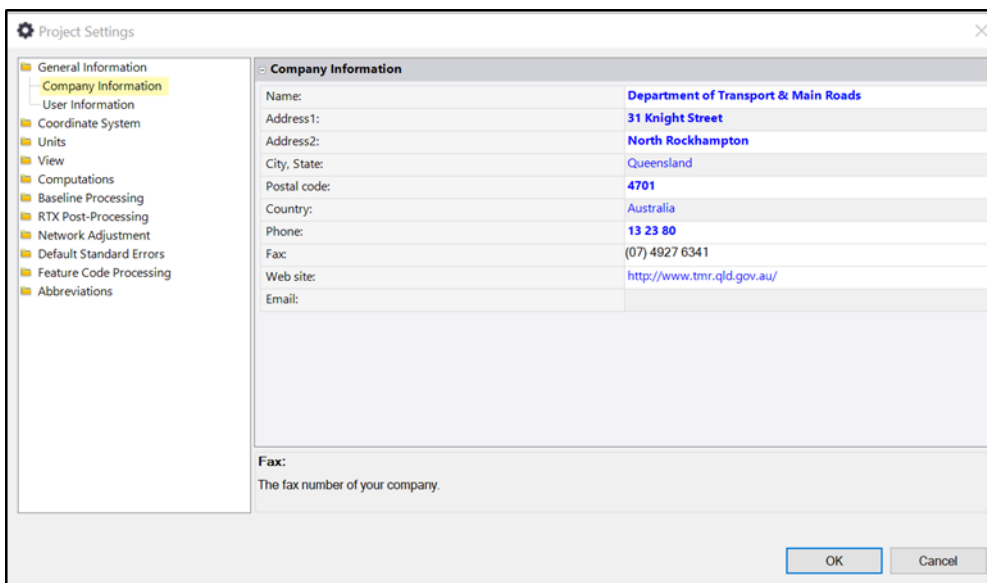 Project Settings
General Information
Company Information
User Information
Coordinate System
Units
View
Computations
Baseline Processing
RTX Post-Processing
Network Adjustment
Default Standard Errors
Feature Code Processing
Abbreviations
Company Information
Name: Department of Transport & Main Roads
Address1: 31 Knight Street
Address2: North Rockhampton
City, State: Queensland
Postal code: 4701
Country: Australia
Phone: 13 23 80
Fax: (07) 4927 6341
Web site: http://www.tmr.qld.gov.au/
Email:
Fax:
The fax number of your company.
OK Cancel